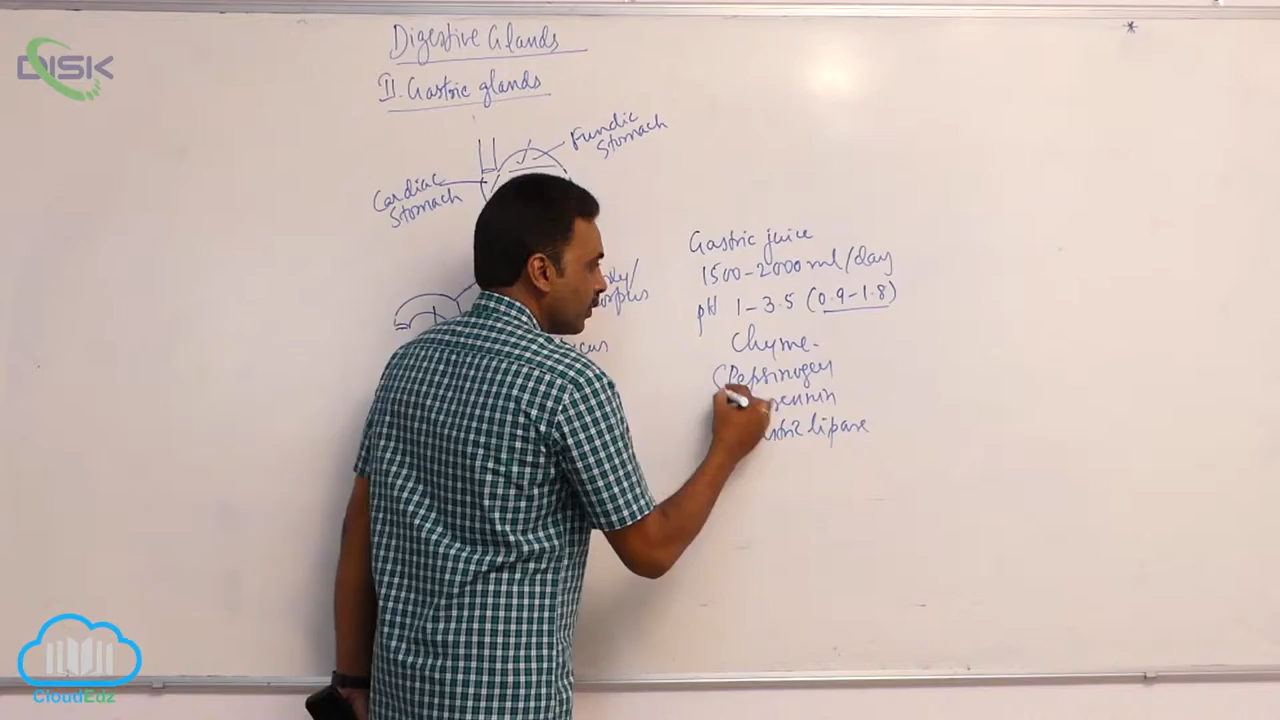 DISK
Digestive Glands
II. Gastric glands
Fundic
Stomach
Cardiac
Stomach
Gastric juice
1500-2000 ml/day
pH 1-3.5 (0.9-1.8)
Chyme.
(Pepsinogen
lipase
CloudEdz